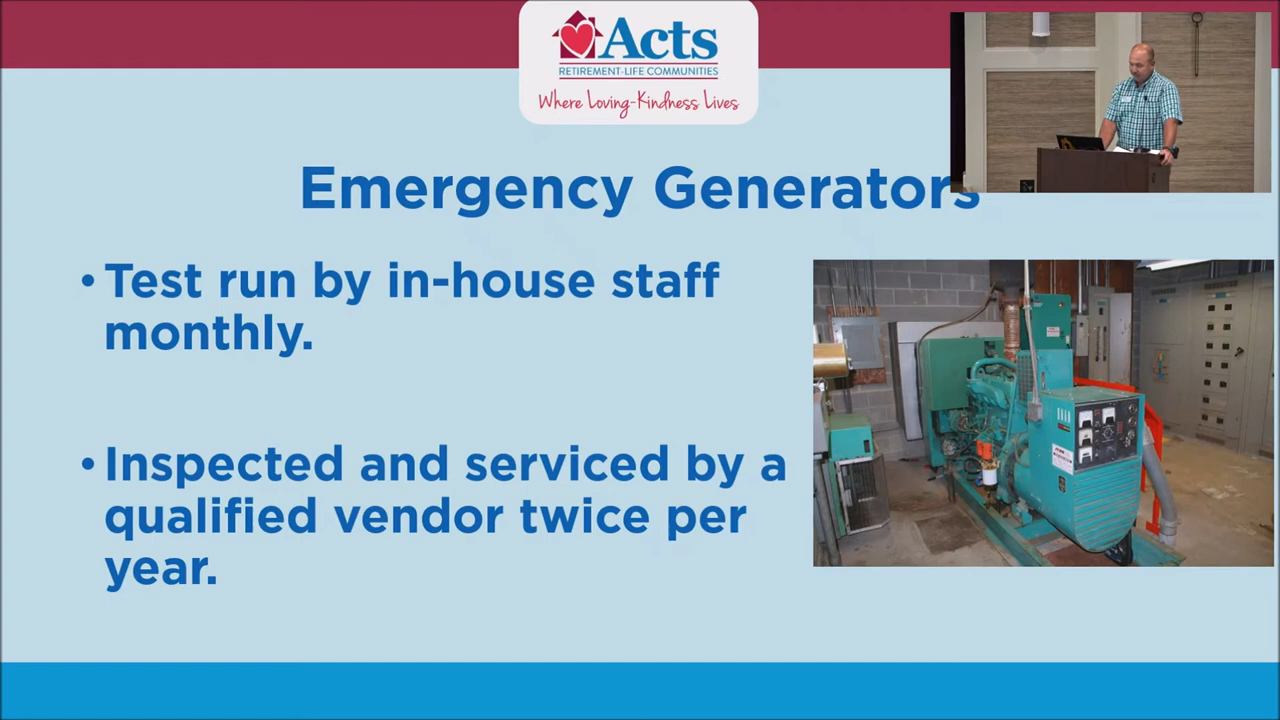 Acts
RETIREMENT-LIFE COMMUNITIES
Where Loving-Kindness Lives
Emergency Generators
• Test run by in-house staff
monthly.
• Inspected and serviced by a
qualified vendor twice per
year.